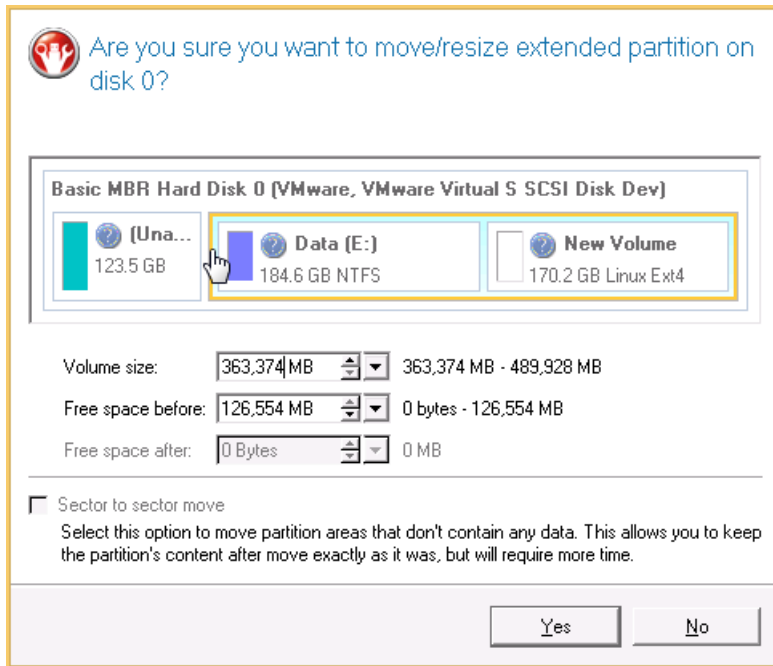 Are you sure you want to move/resize extended partition on
disk 0?
Basic MBR Hard Disk 0 (VMware, VMware Virtual S SCSI Disk Dev)
(Una...
123.5 GB
Data (E:)
184.6 GB NTFS
New Volume
170.2 GB Linux Ext4
Volume size: 363,374 MB 363,374 MB - 489,928 MB
Free space before: 126,554 MB 0 bytes - 126,554 MB
Free space after: 0 Bytes 0 MB
Sector to sector move
Select this option to move partition areas that don't contain any data. This allows you to keep
the partition's content after move exactly as it was, but will require more time.
Yes No